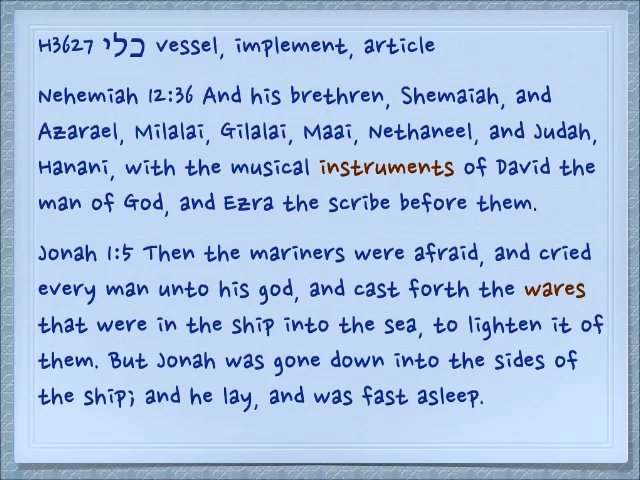 H3627 כלי vessel, implement, article
Nehemiah 12:36 And his brethren, Shemaiah, and
Azarael, Milalai, Gilalai, Maai, Nethaneel, and Judah,
Hanani, with the musical instruments of David the
man of God, and Ezra the scribe before them.
Jonah 1:5 Then the mariners were afraid, and cried
every man unto his god, and cast forth the wares
that were in the ship into the sea, to lighten it of
them. But Jonah was gone down into the sides of
the ship; and he lay, and was fast asleep.